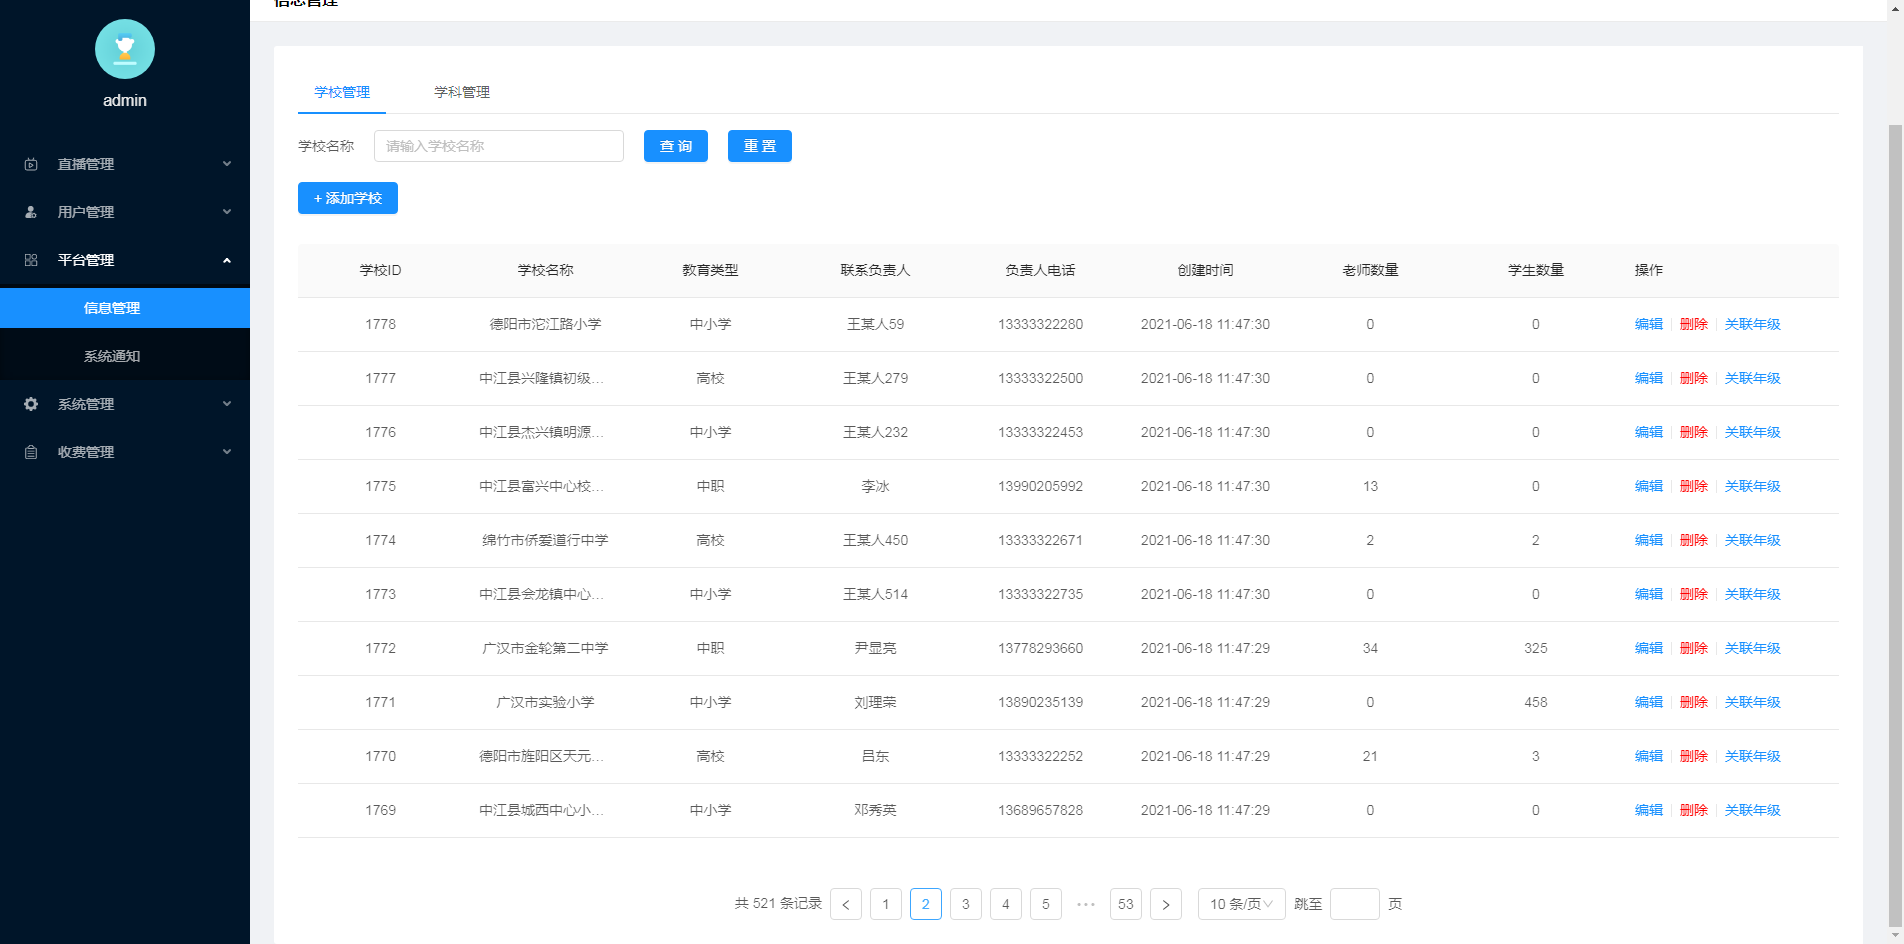 信息管理
admin
直播管理
用户管理
平台管理
信息管理
系统通知
系统管理
收费管理
学校管理 学科管理
学校名称 请输入学校名称 查 询 重 置
+ 添加学校
学校ID 学校名称 教育类型 联系负责人 负责人电话 创建时间 老师数量 学生数量 操作
1778 德阳市沱江路小学 中小学 王某人59 13333322280 2021-06-18 11:47:30 0 0 编辑 删除 关联年级
1777 中江县兴隆镇初级... 高校 王某人279 13333322500 2021-06-18 11:47:30 0 0 编辑 删除 关联年级
1776 中江县杰兴镇明源... 中小学 王某人232 13333322453 2021-06-18 11:47:30 0 0 编辑 删除 关联年级
1775 中江县富兴中心校... 中职 李冰 13990205992 2021-06-18 11:47:30 13 0 编辑 删除 关联年级
1774 绵竹市侨爱道行中学 高校 王某人450 13333322671 2021-06-18 11:47:30 2 2 编辑 删除 关联年级
1773 中江县会龙镇中心... 中小学 王某人514 13333322735 2021-06-18 11:47:30 0 0 编辑 删除 关联年级
1772 广汉市金轮第二中学 中职 尹显亮 13778293660 2021-06-18 11:47:29 34 325 编辑 删除 关联年级
1771 广汉市实验小学 中小学 刘理荣 13890235139 2021-06-18 11:47:29 0 458 编辑 删除 关联年级
1770 德阳市旌阳区天元... 高校 吕东 13333322252 2021-06-18 11:47:29 21 3 编辑 删除 关联年级
1769 中江县城西中心小... 中小学 邓秀英 13689657828 2021-06-18 11:47:29 0 0 编辑 删除 关联年级
共 521 条记录 < 1 2 3 4 5 ••• 53 > 10 条/页 跳至 页